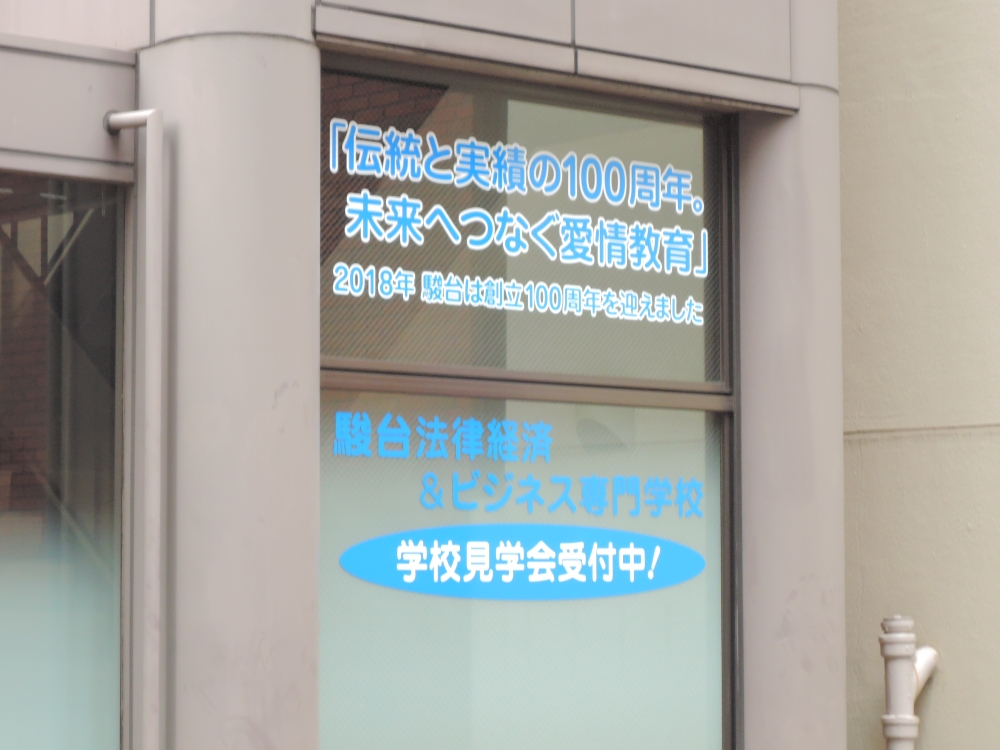 「伝統と実績の100周年。
未来へつなぐ愛情教育」
2018年 駿台は創立100周年を迎えました
駿台法律経済
&ビジネス専門学校
学校見学会受付中!